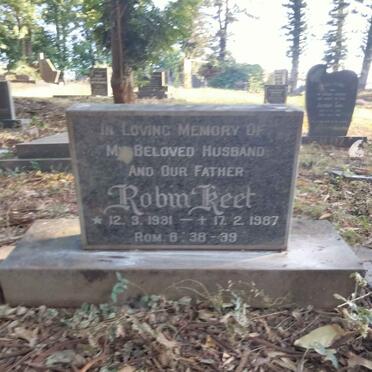 In Loving Memory Of
My Beloved Husband
And Our Father
Robin Keet
* 12. 3. 1931 — + 17. 2. 1987
Rom. 8 : 38 - 39